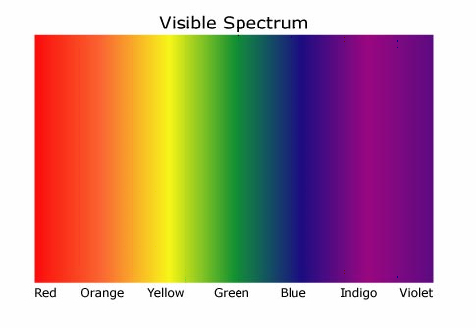 Visible Spectrum
Red Orange Yellow Green Blue Indigo Violet